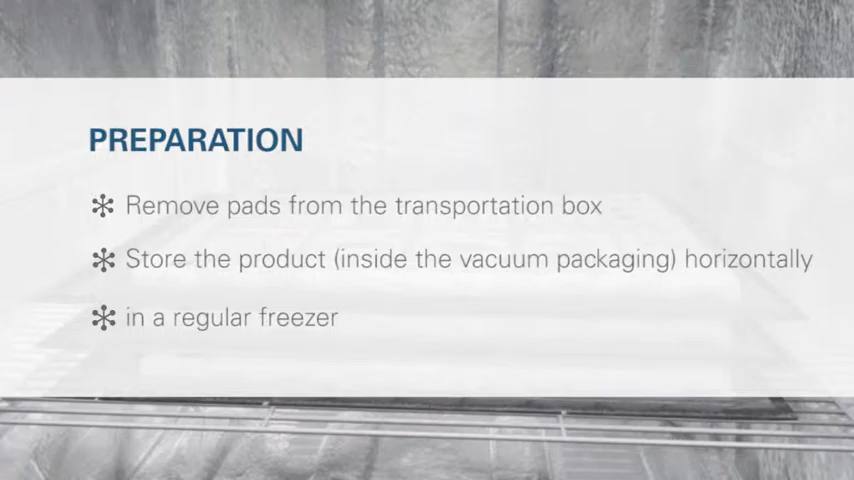 PREPARATION
Remove pads from the transportation box
Store the product (inside the vacuum packaging) horizontally
in a regular freezer